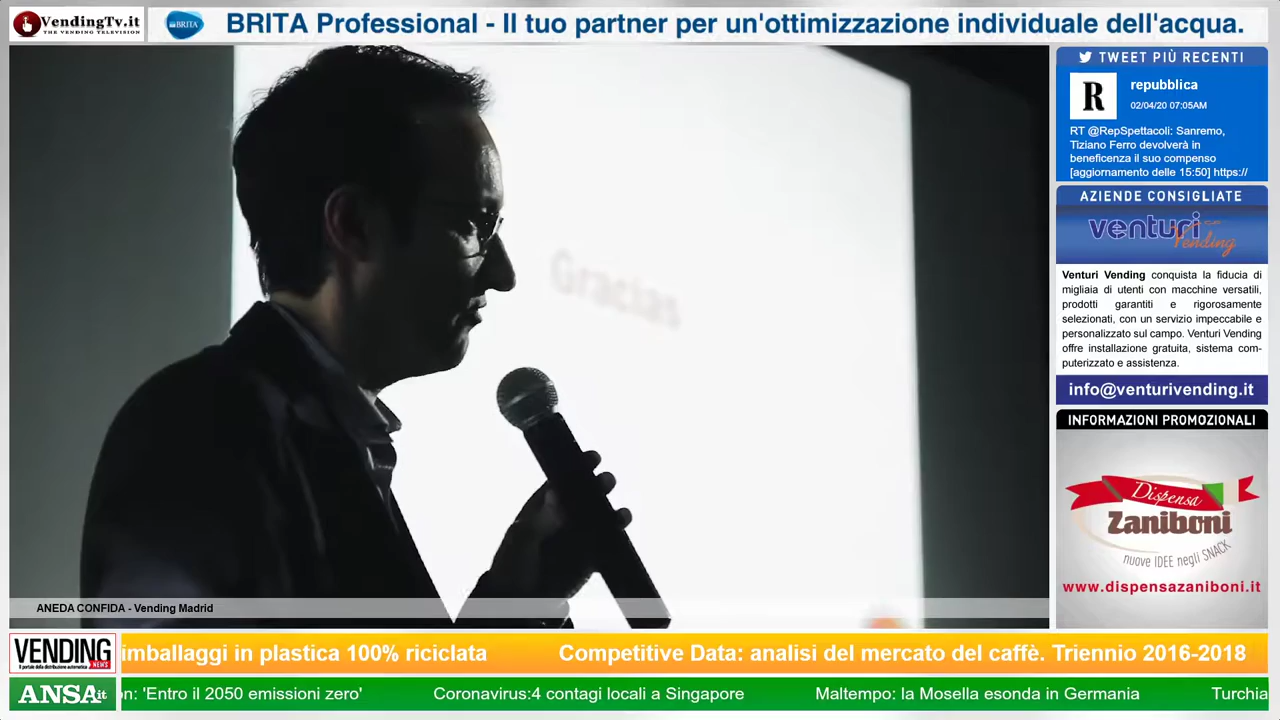 VendingTv.it
THE VENDING TELEVISION
BRITA
BRITA Professional - Il tuo partner per un'ottimizzazione individuale dell'acqua.
Gracias
ANEDA CONFIDA - Vending Madrid
TWEET PIÙ RECENTI
repubblica
02/04/20 07:05AM
R
RT @RepSpettacoli: Sanremo,
Tiziano Ferro devolverà in
beneficenza il suo compenso
[aggiornamento delle 15:50] https://
AZIENDE CONSIGLIATE
venturi
Vending
Venturi Vending conquista la fiducia di
migliaia di utenti con macchine versatili,
prodotti garantiti e rigorosamente
selezionati, con un servizio impeccabile e
personalizzato sul campo. Venturi Vending
offre installazione gratuita, sistema com-
puterizzato e assistenza.
info@venturivending.it
INFORMAZIONI PROMOZIONALI
Dispensa
Zaniboni
nuove IDEE negli SNACK
www.dispensazaniboni.it
VENDING
NEWS
Il portale della distribuzione automatica
imballaggi in plastica 100% riciclata Competitive Data: analisi del mercato del caffè. Triennio 2016-2018
ANSA.it
on: 'Entro il 2050 emissioni zero' Coronavirus:4 contagi locali a Singapore Maltempo: la Mosella esonda in Germania Turchia